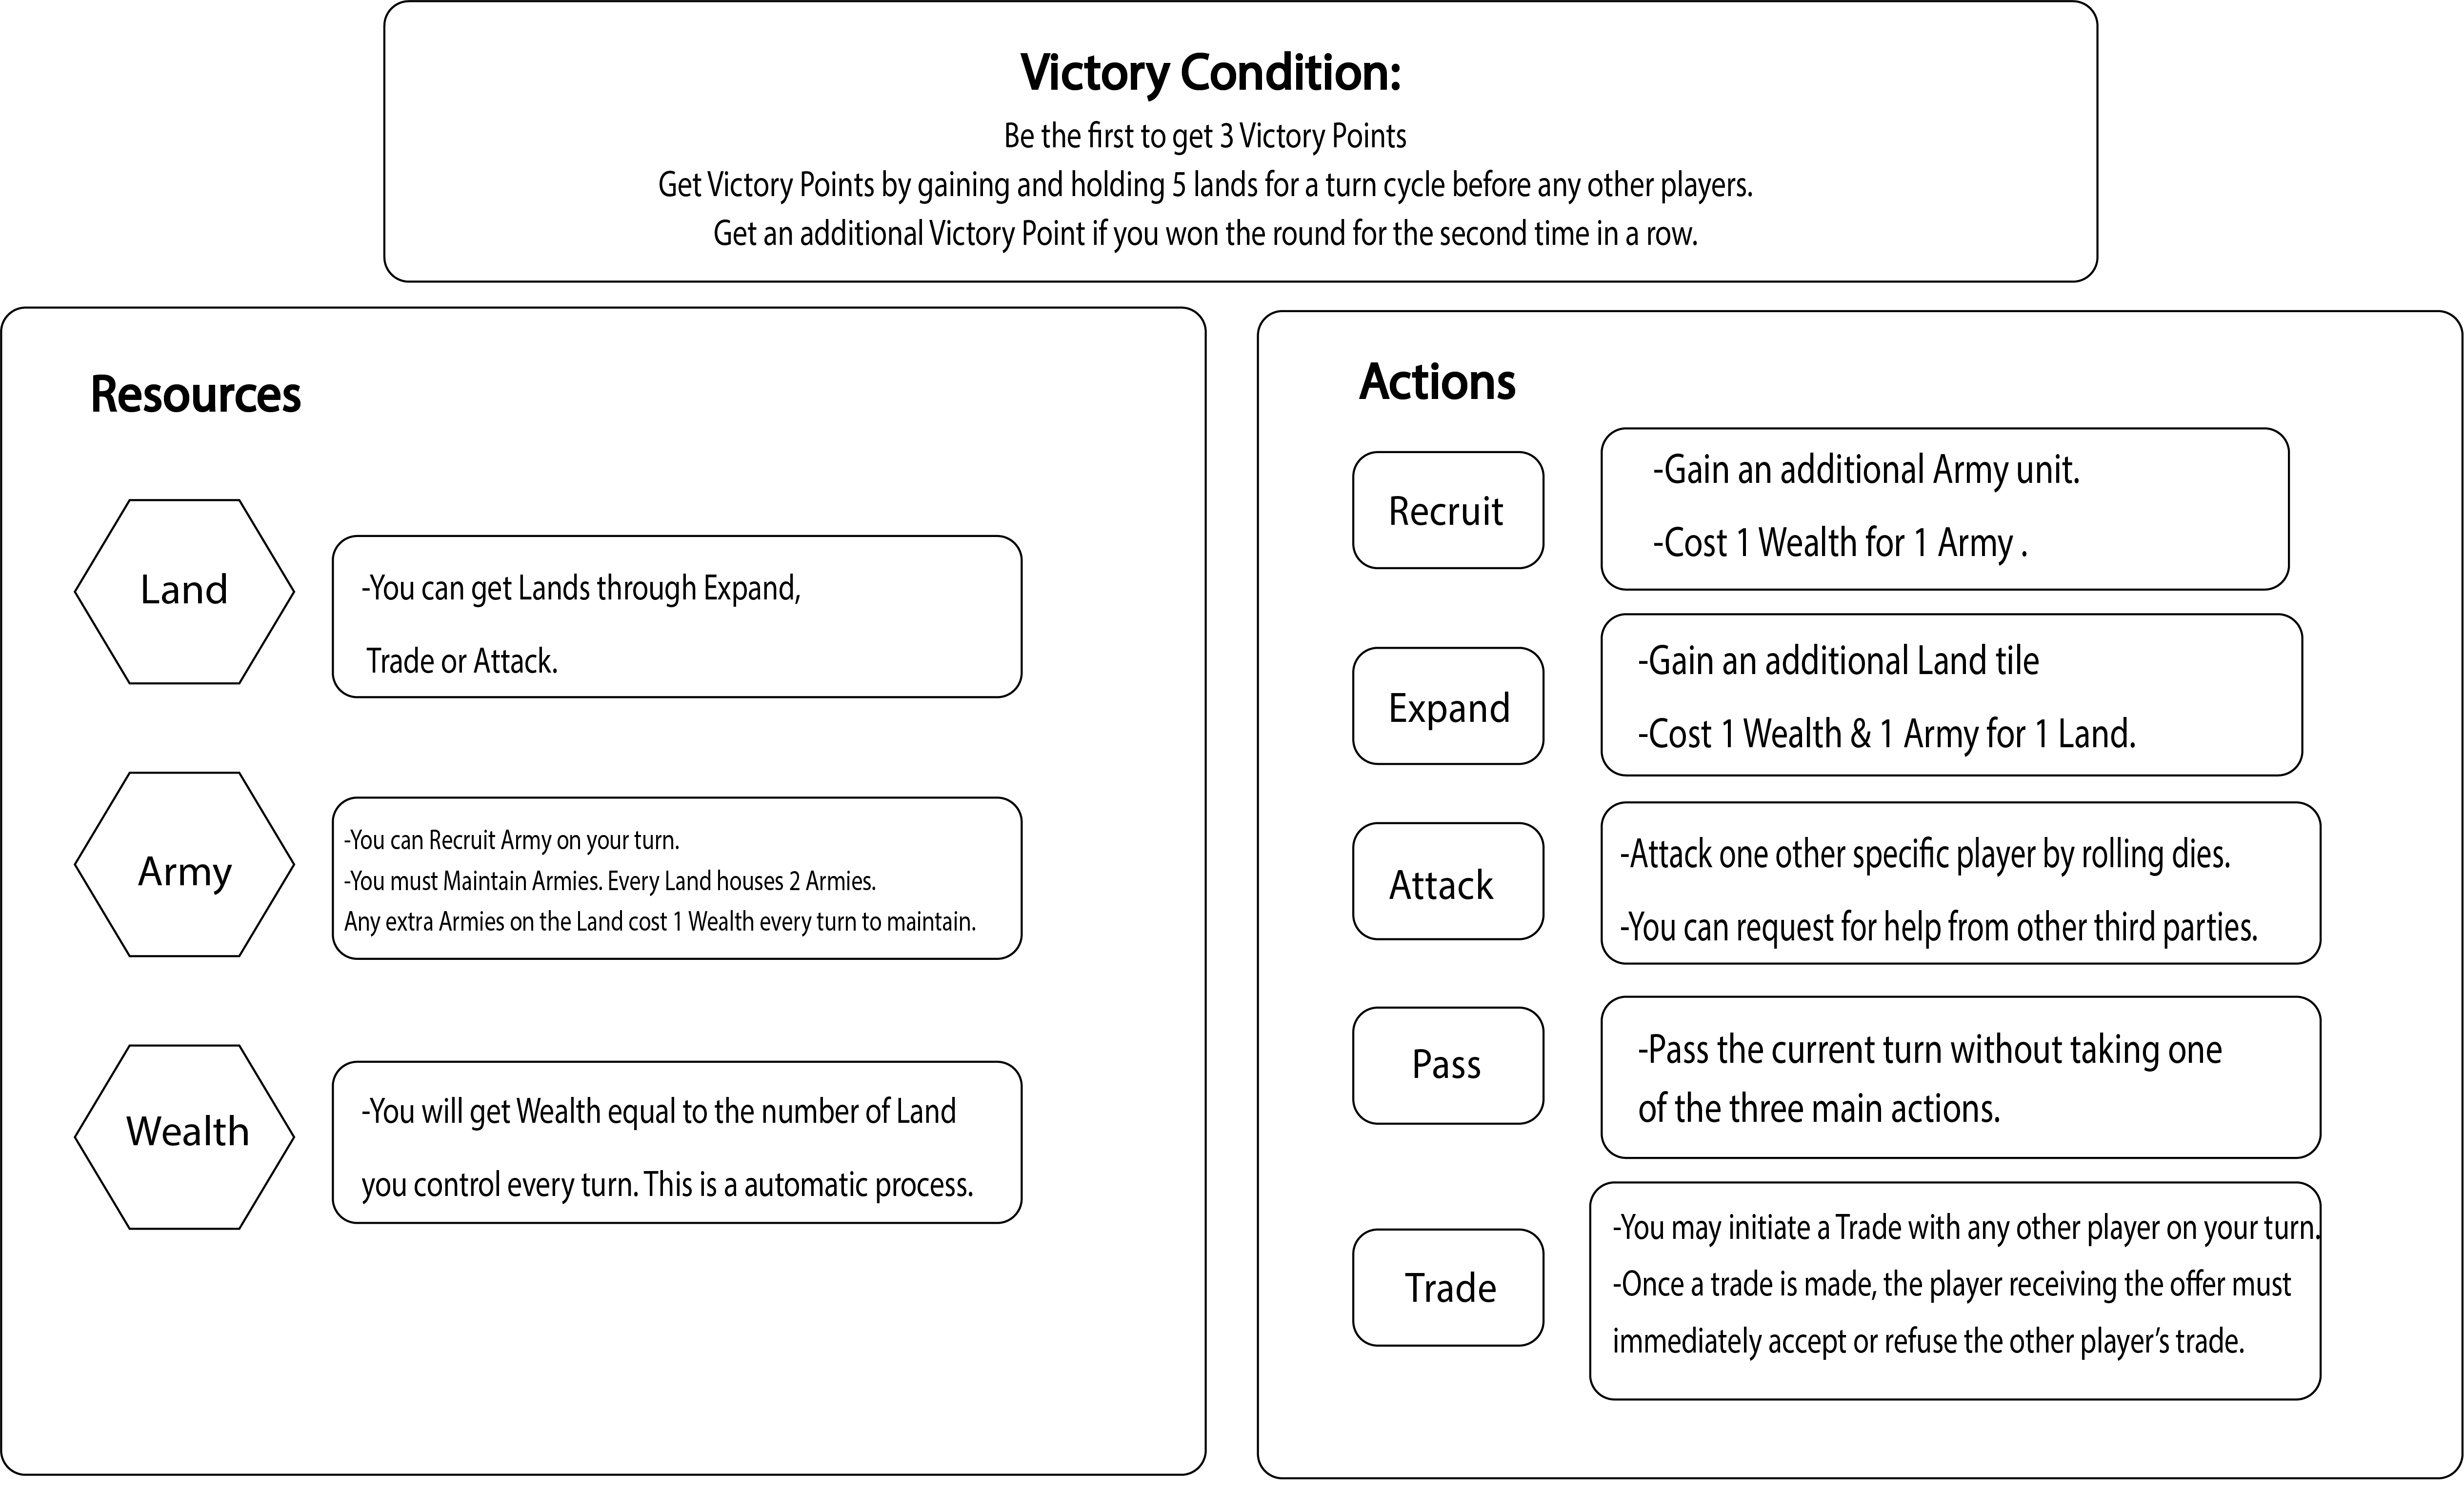 Victory Condition:
Be the first to get 3 Victory Points
Get Victory Points by gaining and holding 5 lands for a turn cycle before any other players.
Get an additional Victory Point if you won the round for the second time in a row.
Resources
Land
-You can get Lands through Expand,
Trade or Attack.
Army
-You can Recruit Army on your turn.
-You must Maintain Armies. Every Land houses 2 Armies.
Any extra Armies on the Land cost 1 Wealth every turn to maintain.
Wealth
-You will get Wealth equal to the number of Land
you control every turn. This is a automatic process.
Actions
Recruit
-Gain an additional Army unit.
-Cost 1 Wealth for 1 Army .
Expand
-Gain an additional Land tile
-Cost 1 Wealth & 1 Army for 1 Land.
Attack
-Attack one other specific player by rolling dies.
-You can request for help from other third parties.
Pass
-Pass the current turn without taking one
of the three main actions.
Trade
-You may initiate a Trade with any other player on your turn.
-Once a trade is made, the player receiving the offer must
immediately accept or refuse the other player’s trade.